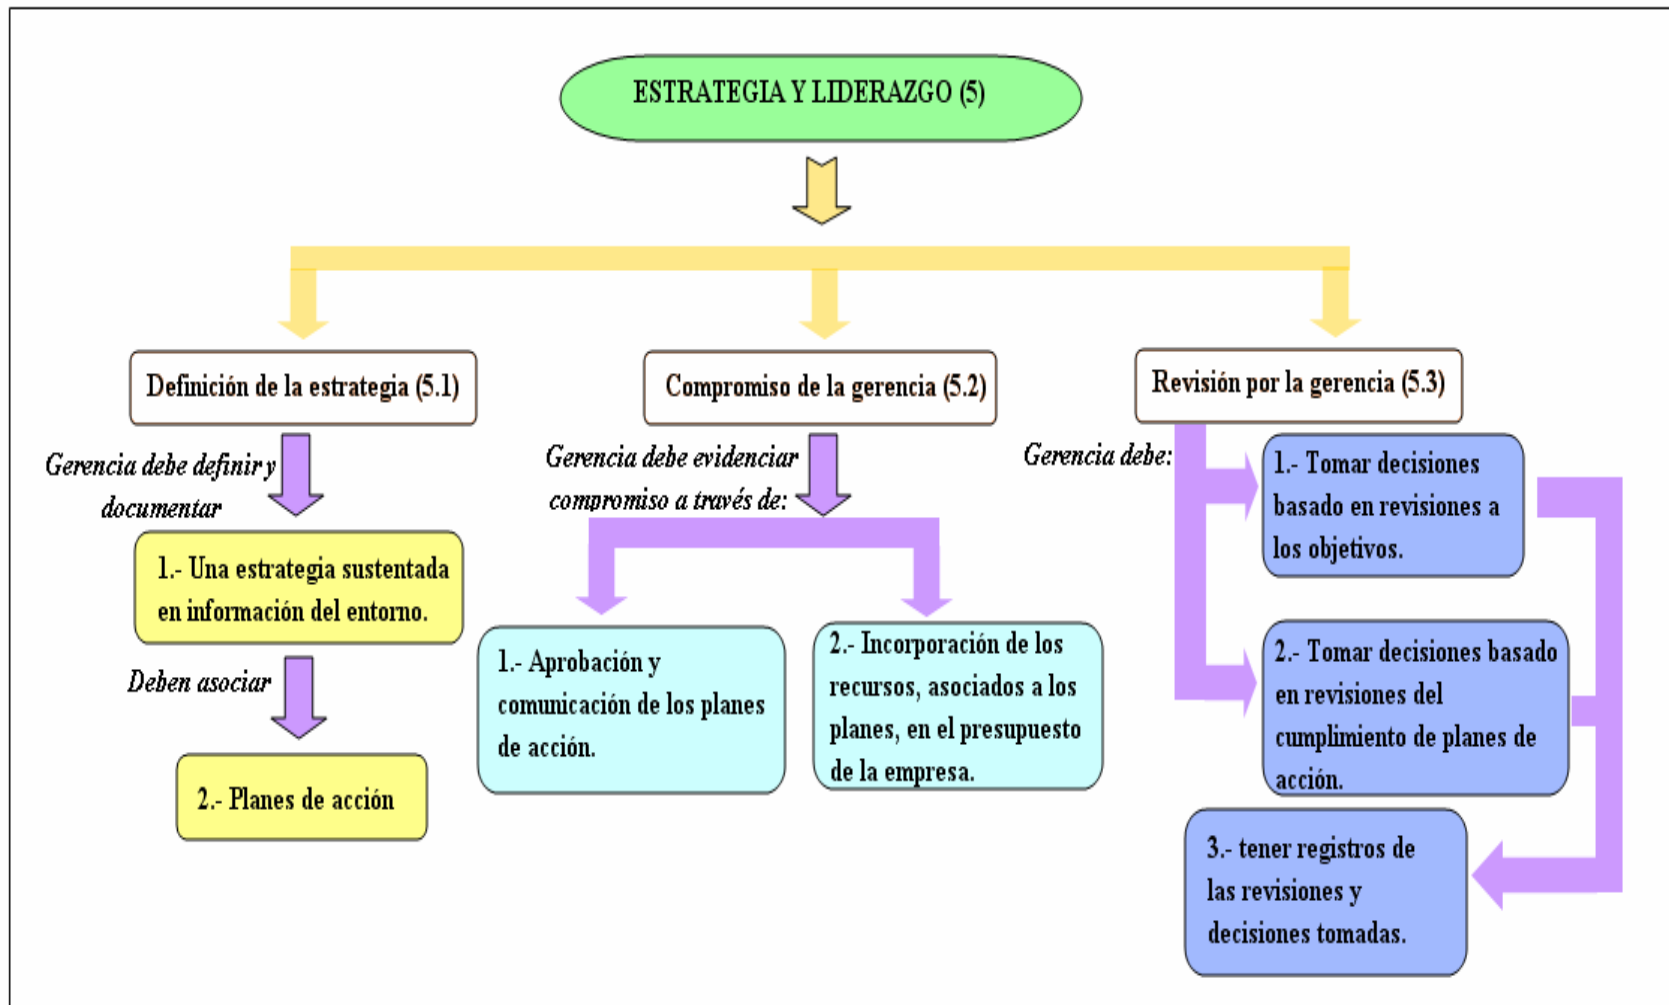 ESTRATEGIA Y LIDERAZGO (5)
Definición de la estrategia (5.1)
Gerencia debe definir y
documentar
1.- Una estrategia sustentada
en información del entorno.
Deben asociar
2.- Planes de acción
Compromiso de la gerencia (5.2)
Gerencia debe evidenciar
compromiso a través de:
1.- Aprobación y
comunicación de los planes
de acción.
2.- Incorporación de los
recursos, asociados a los
planes, en el presupuesto
de la empresa.
Revisión por la gerencia (5.3)
Gerencia debe:
1.- Tomar decisiones
basado en revisiones a
los objetivos.
2.- Tomar decisiones basado
en revisiones del
cumplimiento de planes de
acción.
3.- tener registros de
las revisiones y
decisiones tomadas.